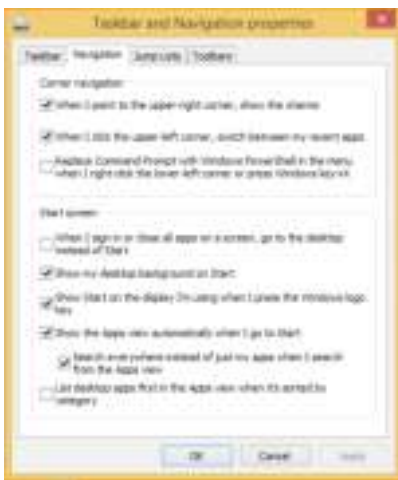 Taskbar and Navigation properties
Taskbar Navigation Jump Lists Toolbars
Corner navigation
When I point to the upper-right corner, show the charms
When I click the upper-left corner, switch between my recent apps
Replace Command Prompt with Windows PowerShell in the menu
when I right-click the lower-left corner or press Windows key+X
Start screen
When I sign in or close all apps on a screen, go to the desktop
instead of Start
Show my desktop background on Start
Show Start on the display I'm using when I press the Windows logo
key
Show the Apps view automatically when I go to Start
Search everywhere instead of just my apps when I search
from the Apps view
List desktop apps first in the Apps view when it's sorted by
category
OK Cancel Apply